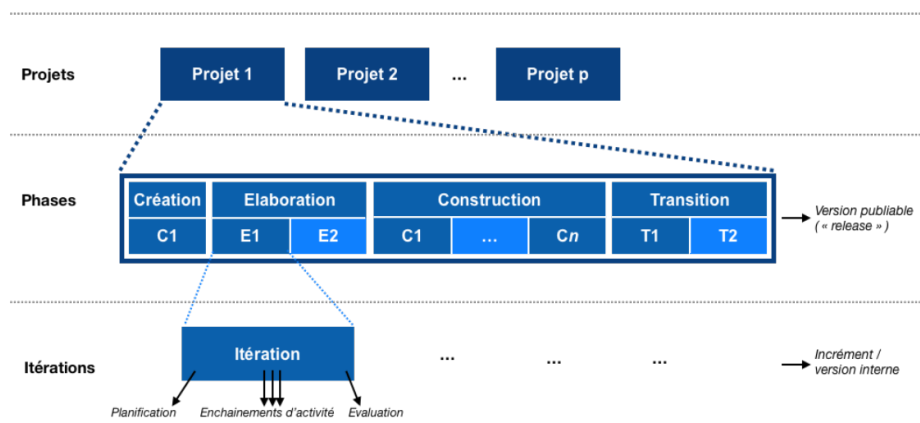 Projets
Projet 1
Projet 2
...
Projet p
Phases
Création
Elaboration
Construction
Transition
C1
E1
E2
C1
...
Cn
T1
T2
Version publiable
( « release » )
Itérations
Itération
...
...
...
Incrément /
version interne
Planification
Enchainements d'activité
Evaluation